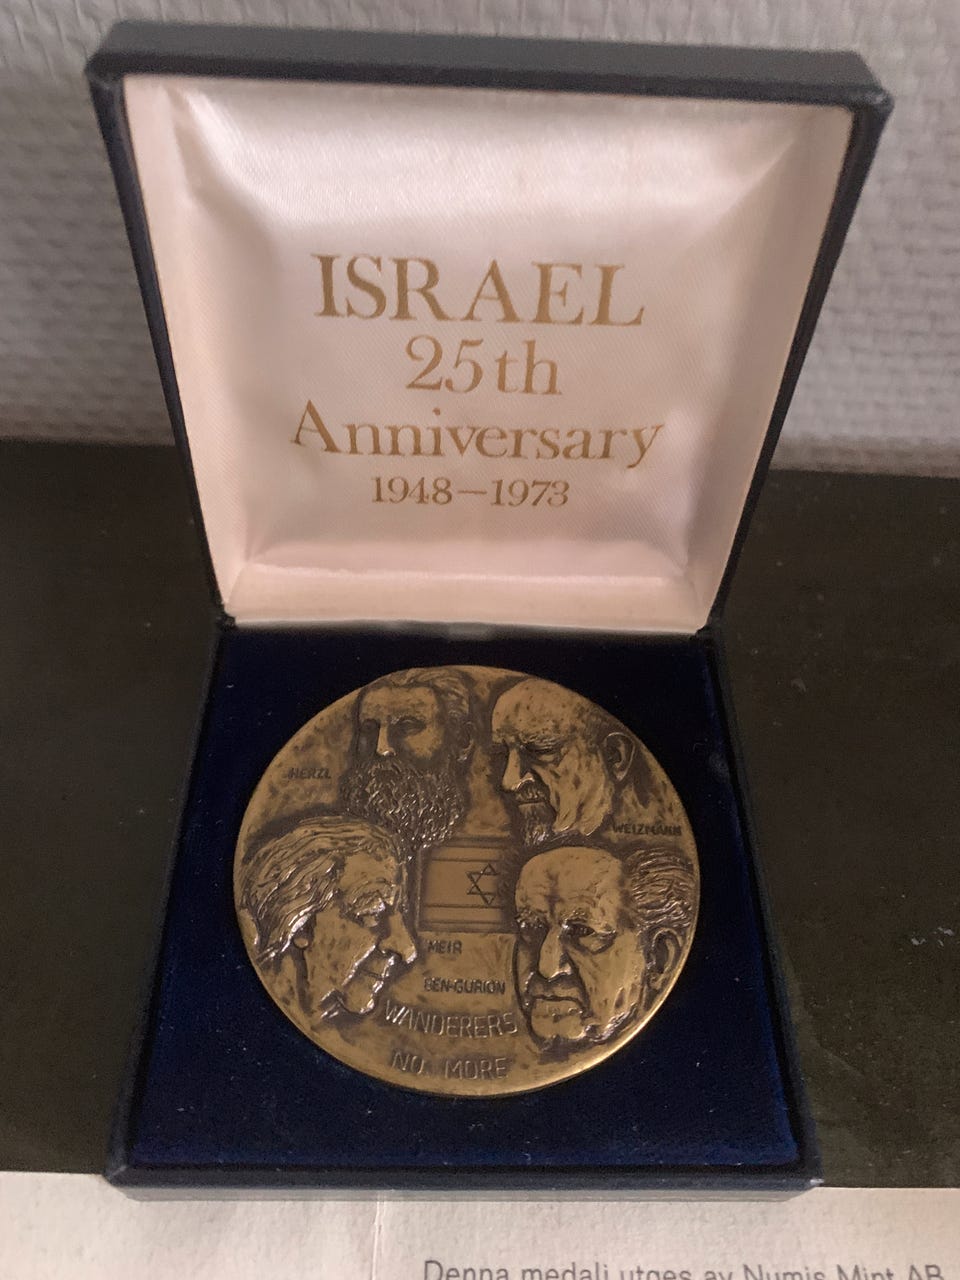 ISRAEL
25th
Anniversary
1948–1973
HERZL
WEIZMANN
MEIR
BEN-GURION
WANDERERS
NO MORE
Denna medalj utges av Numis Mint AB